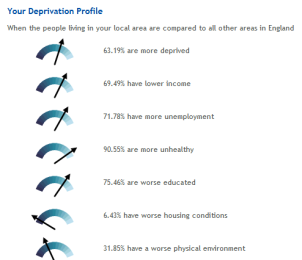 Your Deprivation Profile
When the people living in your local area are compared to all other areas in England
63.19% are more deprived
69.49% have lower income
71.78% have more unemployment
90.55% are more unhealthy
75.46% are worse educated
6.43% have worse housing conditions
31.85% have a worse physical environment